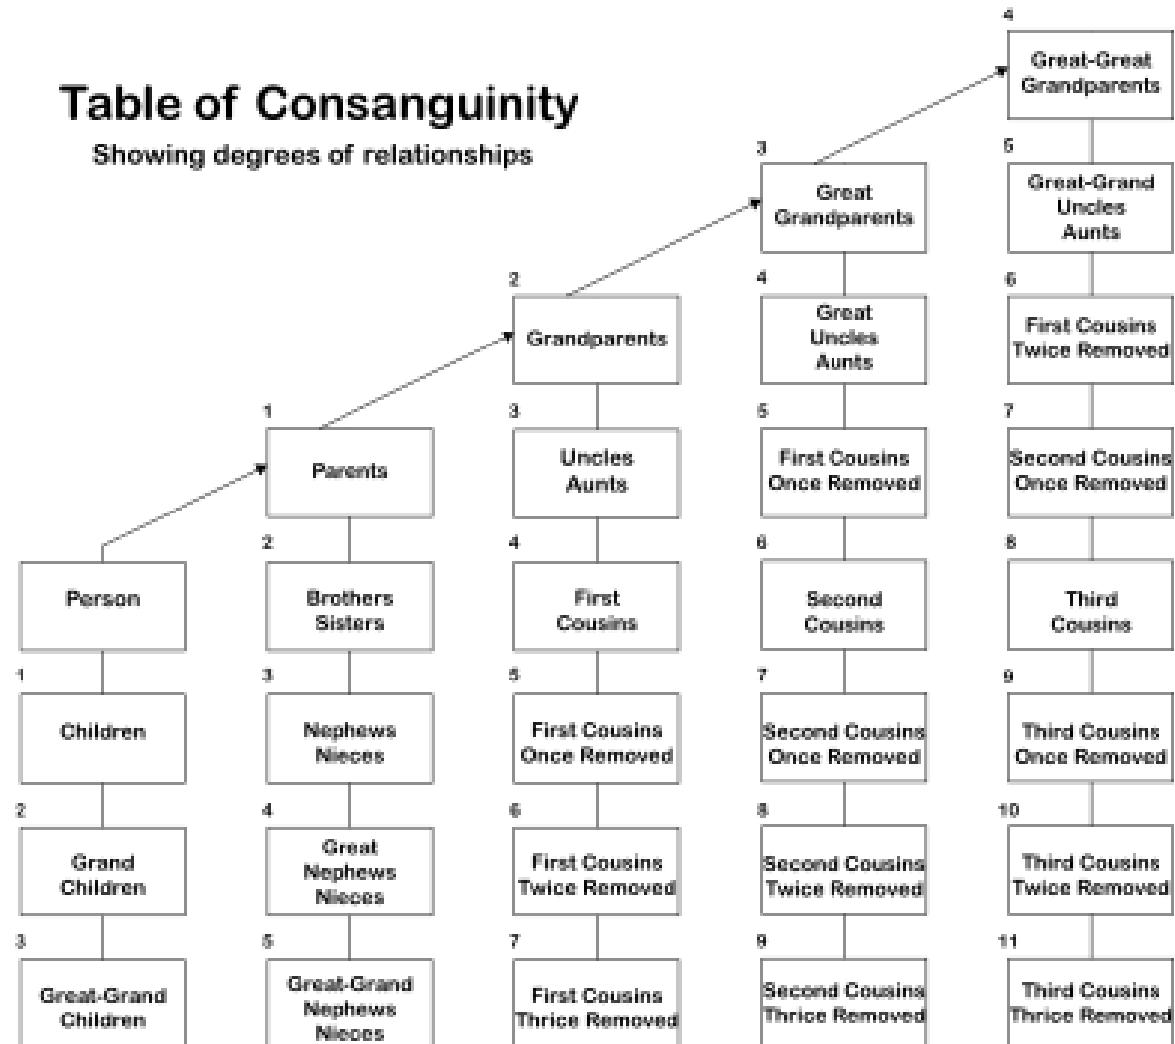 Table of Consanguinity
Showing degrees of relationships
4
Great-Great
Grandparents
3
Great
Grandparents
5
Great-Grand
Uncles
Aunts
2
Grandparents
4
Great
Uncles
Aunts
6
First Cousins
Twice Removed
1
Parents
3
Uncles
Aunts
5
First Cousins
Once Removed
7
Second Cousins
Once Removed
Person
2
Brothers
Sisters
4
First
Cousins
6
Second
Cousins
8
Third
Cousins
1
Children
3
Nephews
Nieces
5
First Cousins
Once Removed
7
Second Cousins
Once Removed
9
Third Cousins
Once Removed
2
Grand
Children
4
Great
Nephews
Nieces
6
First Cousins
Twice Removed
8
Second Cousins
Twice Removed
10
Third Cousins
Twice Removed
3
Great-Grand
Children
5
Great-Grand
Nephews
Nieces
7
First Cousins
Thrice Removed
9
Second Cousins
Thrice Removed
11
Third Cousins
Thrice Removed